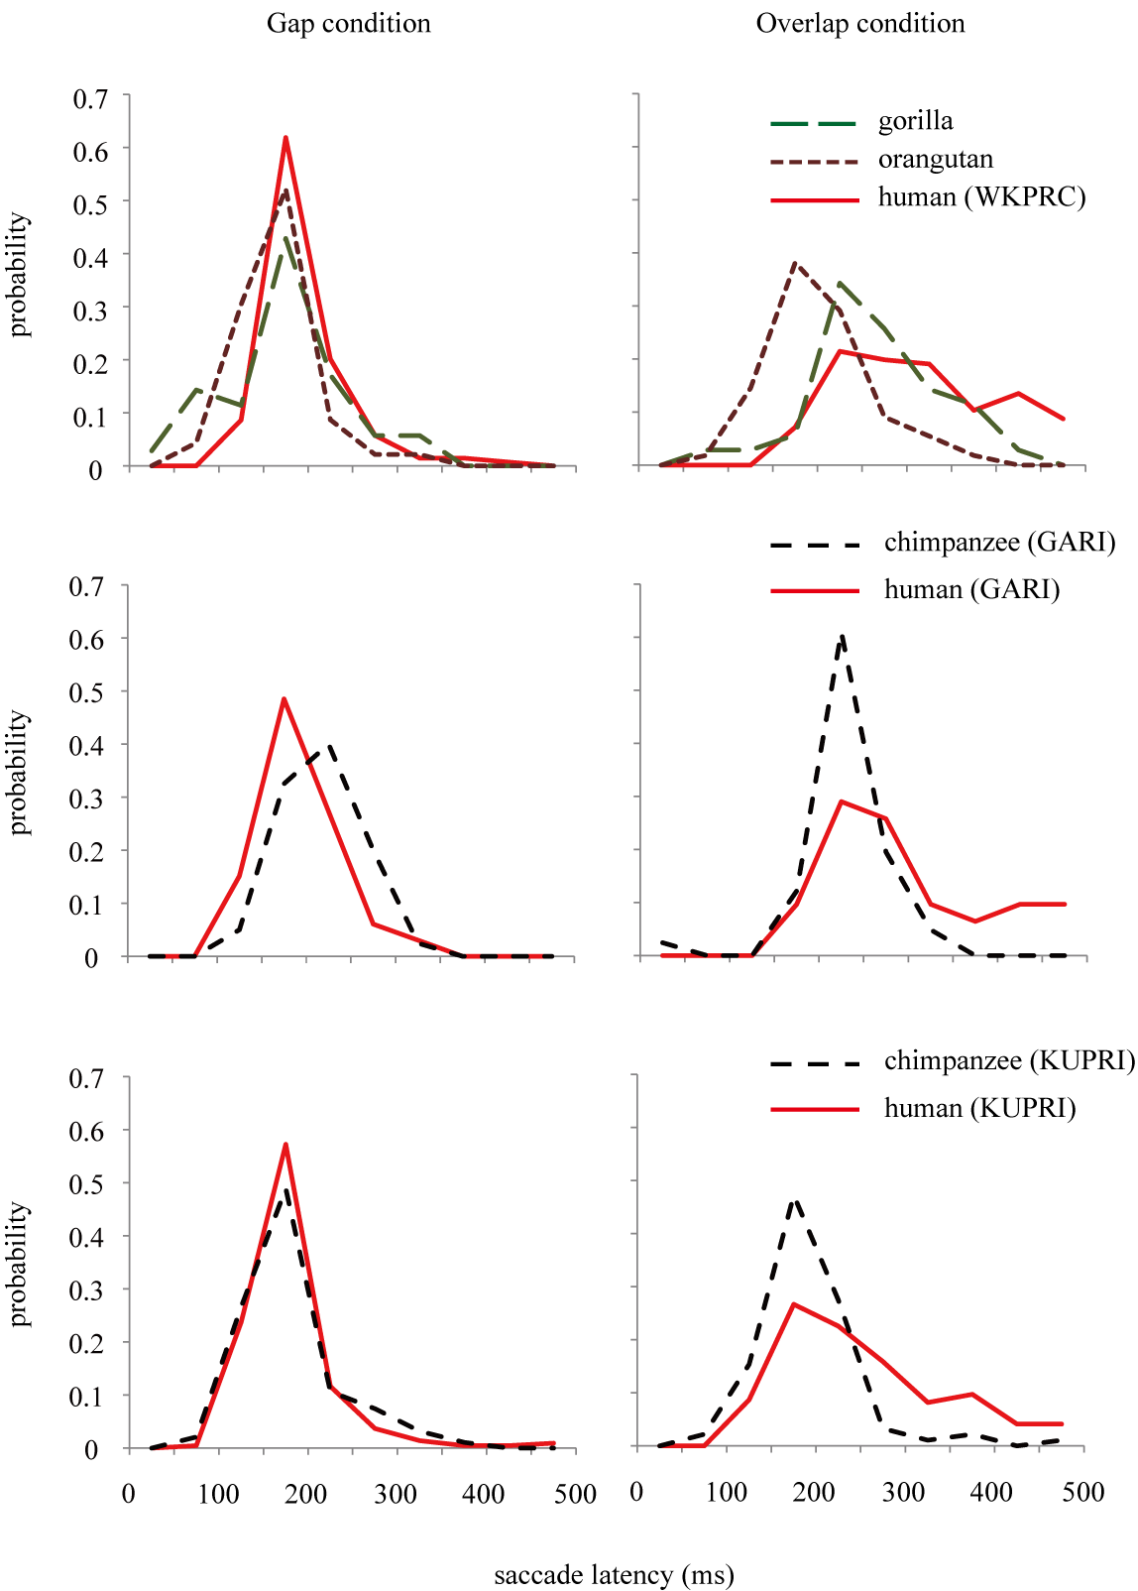 Gap condition
Overlap condition
0.7
0.6
0.5
0.4
0.3
0.2
0.1
0
probability
gorilla
orangutan
human (WKPRC)
chimpanzee (GARI)
human (GARI)
0.7
0.6
0.5
0.4
0.3
0.2
0.1
0
probability
chimpanzee (KUPRI)
human (KUPRI)
0.7
0.6
0.5
0.4
0.3
0.2
0.1
0
probability
0 100 200 300 400 500
0 100 200 300 400 500
saccade latency (ms)